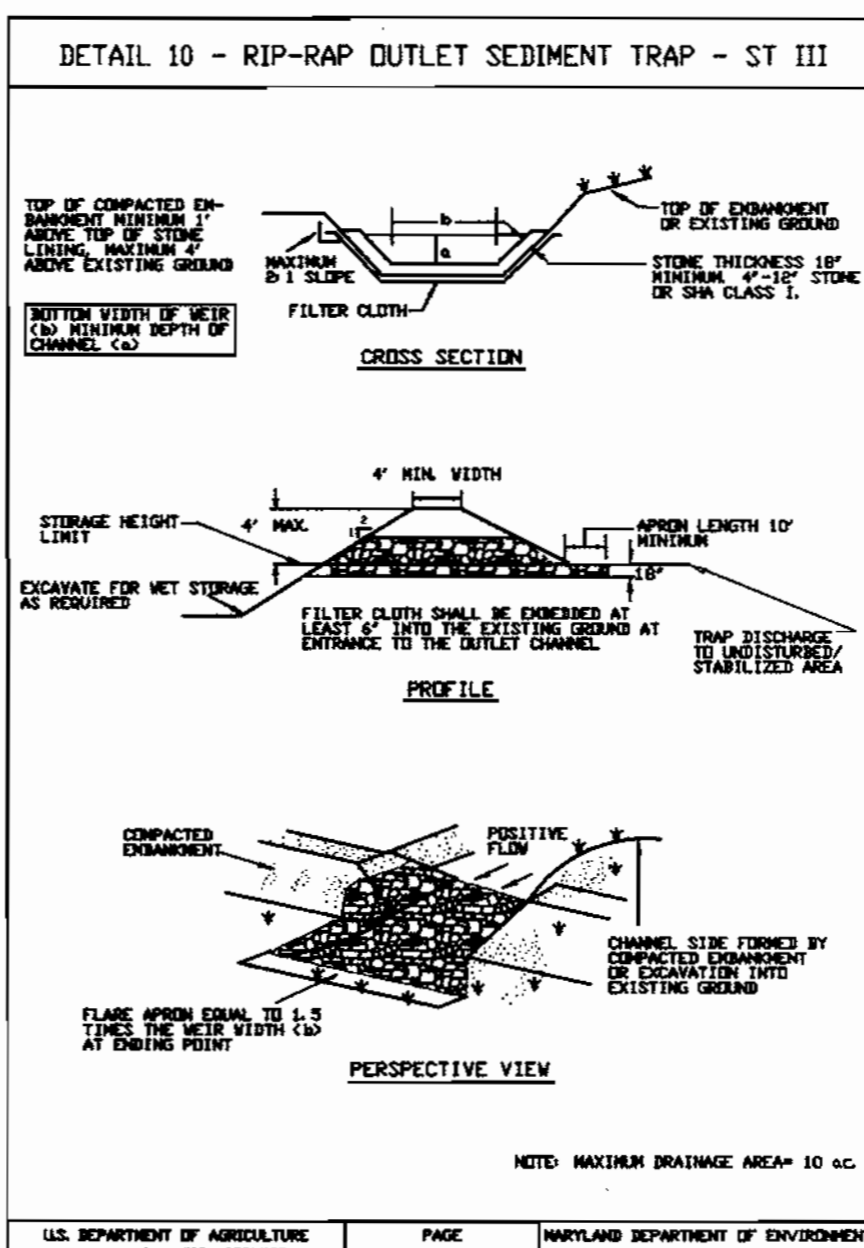 DETAIL 10 - RIP-RAP OUTLET SEDIMENT TRAP - ST III
TOP OF COMPACTED EM-
BANKMENT MINIMUM 1'
ABOVE TOP OF STONE
LINING, MAXIMUM 4'
ABOVE EXISTING GROUND
BOTTOM WIDTH OF WEIR
(b) MINIMUM DEPTH OF
CHANNEL (a)
b
a
MAXIMUM
2:1 SLOPE
FILTER CLOTH
TOP OF EMBANKMENT
OR EXISTING GROUND
STONE THICKNESS 18"
MINIMUM. 4"-12" STONE
OR SHA CLASS I.
CROSS SECTION
4' MIN. WIDTH
STORAGE HEIGHT
LIMIT
4' MAX.
2
1
APRON LENGTH 10'
MINIMUM
18"
EXCAVATE FOR WET STORAGE
AS REQUIRED
FILTER CLOTH SHALL BE EMBEDDED AT
LEAST 6" INTO THE EXISTING GROUND AT
ENTRANCE TO THE OUTLET CHANNEL
TRAP DISCHARGE
TO UNDISTURBED/
STABILIZED AREA
PROFILE
COMPACTED
EMBANKMENT
POSITIVE
FLOW
CHANNEL SIDE FORMED BY
COMPACTED EMBANKMENT
OR EXCAVATION INTO
EXISTING GROUND
FLARE APRON EQUAL TO 1.5
TIMES THE WEIR WIDTH (b)
AT ENDING POINT
PERSPECTIVE VIEW
NOTE: MAXIMUM DRAINAGE AREA= 10 ac.
U.S. DEPARTMENT OF AGRICULTURE
PAGE
MARYLAND DEPARTMENT OF ENVIRONMEN